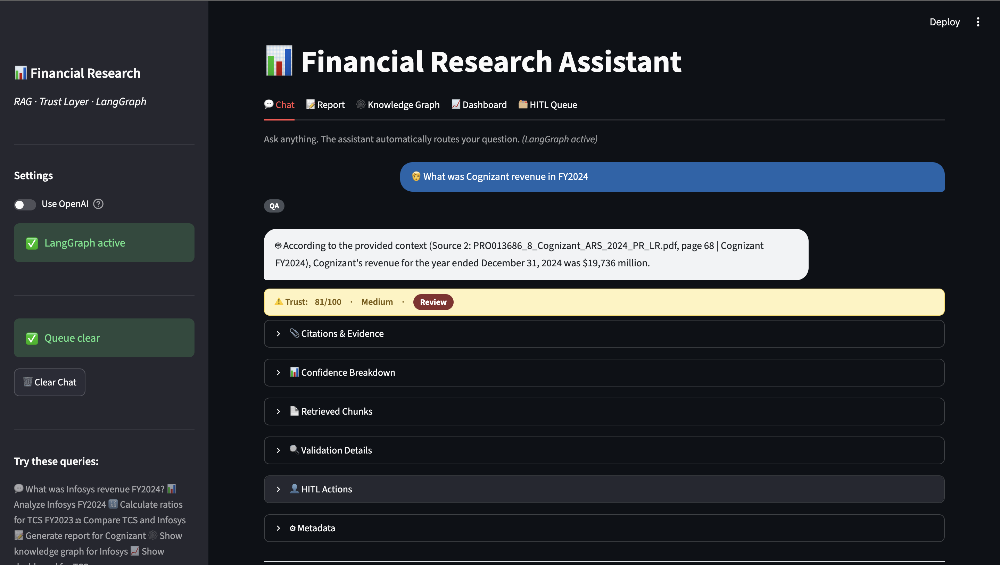 Deploy
📊 Financial Research
RAG · Trust Layer · LangGraph
Settings
Use OpenAI ?
✅ LangGraph active
✅ Queue clear
🗑️ Clear Chat
Try these queries:
💬 What was Infosys revenue FY2024? 📊
Analyze Infosys FY2024 🔢 Calculate ratios
for TCS FY2023 ⚖ Compare TCS and Infosys
📝 Generate report for Cognizant 🕸️ Show
knowledge graph for Infosys 📈 Show
📊 Financial Research Assistant
💬 Chat
📝 Report
🕸️ Knowledge Graph
📈 Dashboard
🗂️ HITL Queue
Ask anything. The assistant automatically routes your question. (LangGraph active)
🧑 What was Cognizant revenue in FY2024
QA
🤖 According to the provided context (Source 2: PRO013686_8_Cognizant_ARS_2024_PR_LR.pdf, page 68 | Cognizant
FY2024), Cognizant's revenue for the year ended December 31, 2024 was $19,736 million.
⚠️ Trust: 81/100 · Medium · Review
📎 Citations & Evidence
📊 Confidence Breakdown
📄 Retrieved Chunks
🔍 Validation Details
👤 HITL Actions
⚙ Metadata